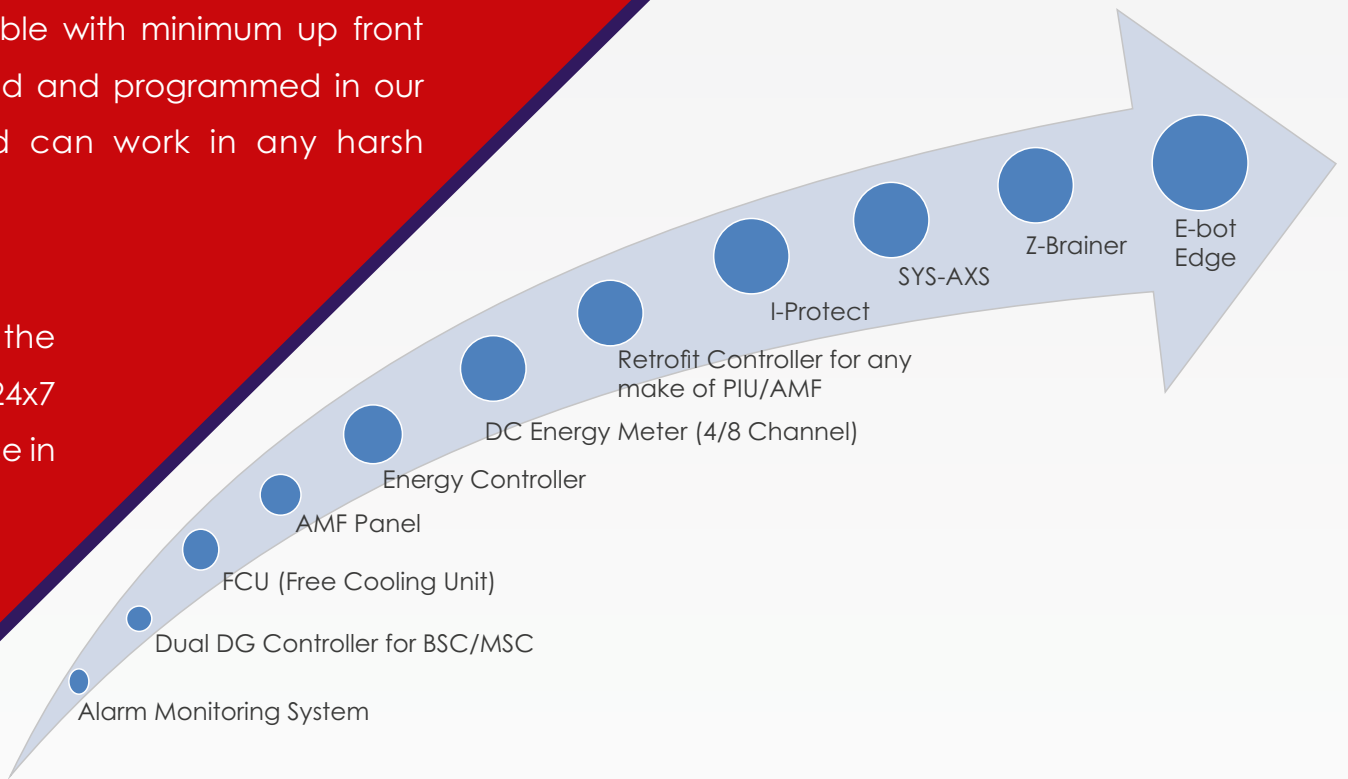 ble with minimum up front
d and programmed in our
d can work in any harsh
the
24x7
e in
E-bot
Edge
Z-Brainer
SYS-AXS
I-Protect
Retrofit Controller for any
make of PIU/AMF
DC Energy Meter (4/8 Channel)
Energy Controller
AMF Panel
FCU (Free Cooling Unit)
Dual DG Controller for BSC/MSC
Alarm Monitoring System